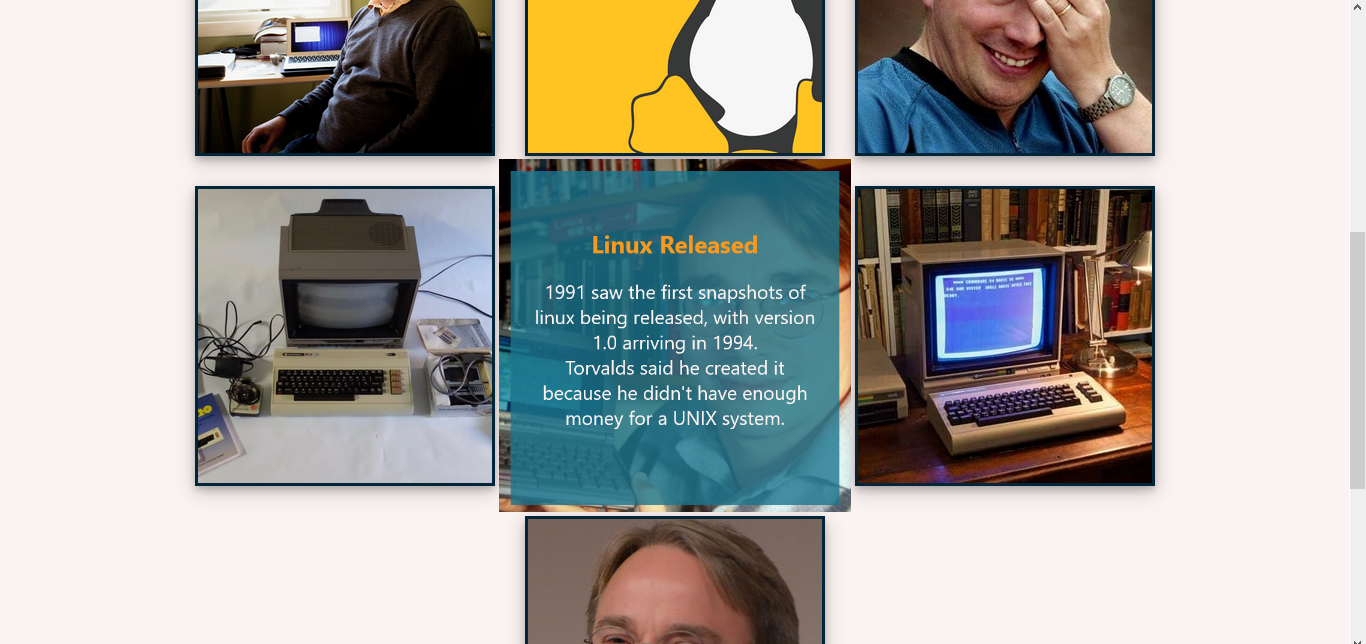 Linux Released
1991 saw the first snapshots of
linux being released, with version
1.0 arriving in 1994.
Torvalds said he created it
because he didn't have enough
money for a UNIX system.